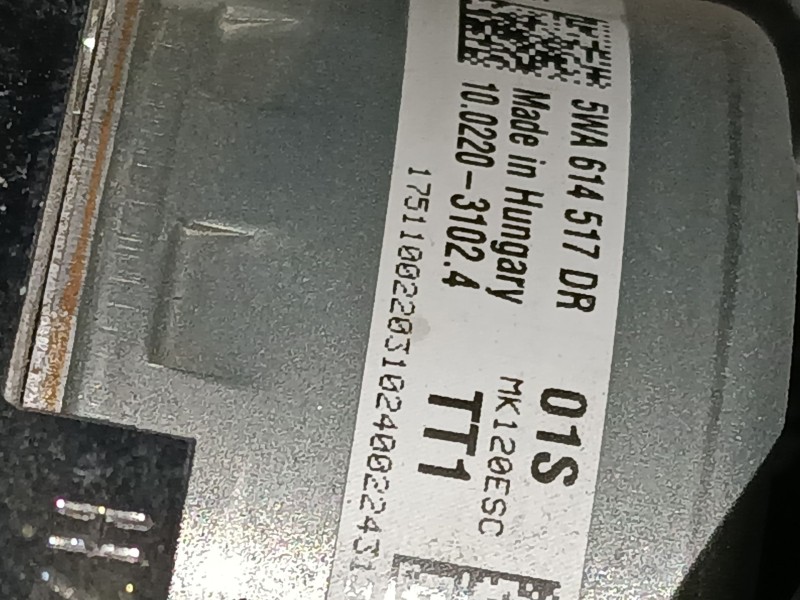 5WA 614 517 DR 01S
Made in Hungary MK120ESC
10.0220-3102.4 TT1